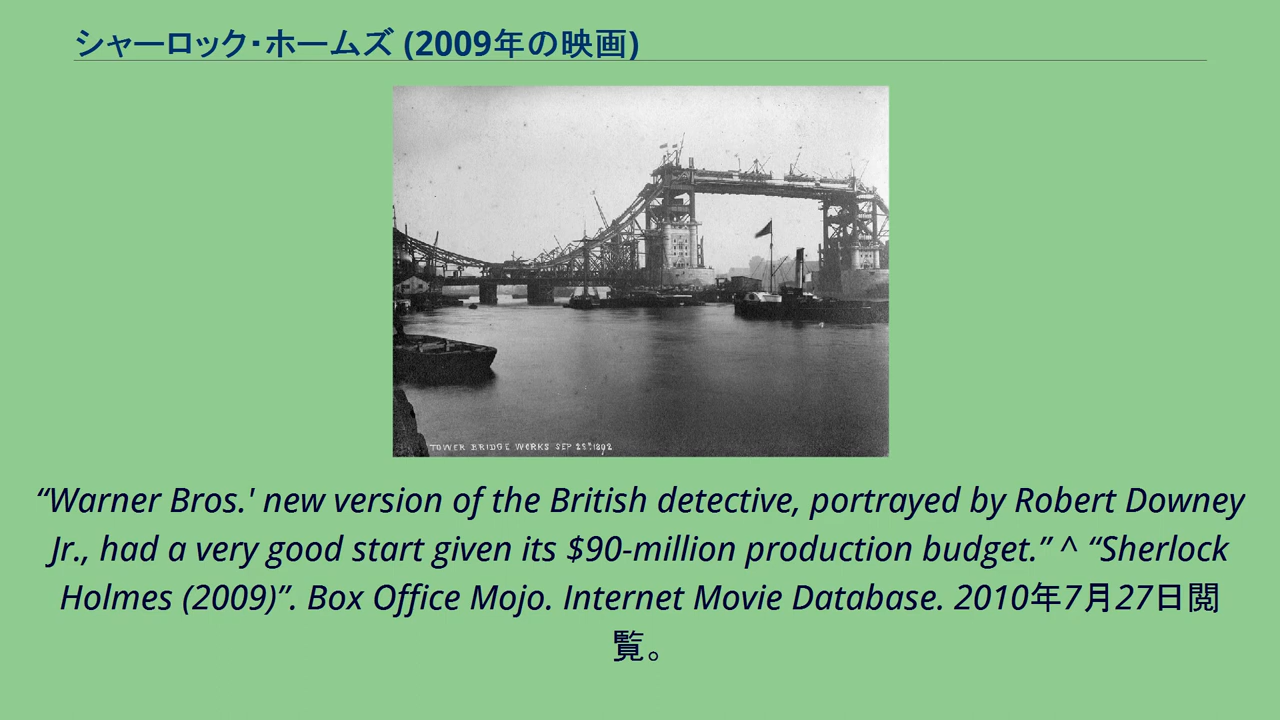 シャーロック・ホームズ (2009年の映画)
TOWER BRIDGE WORKS SEP 28TH 1892
“Warner Bros.' new version of the British detective, portrayed by Robert Downey
Jr., had a very good start given its $90-million production budget.” ^ “Sherlock
Holmes (2009)”. Box Office Mojo. Internet Movie Database. 2010年7月27日閲
覧。